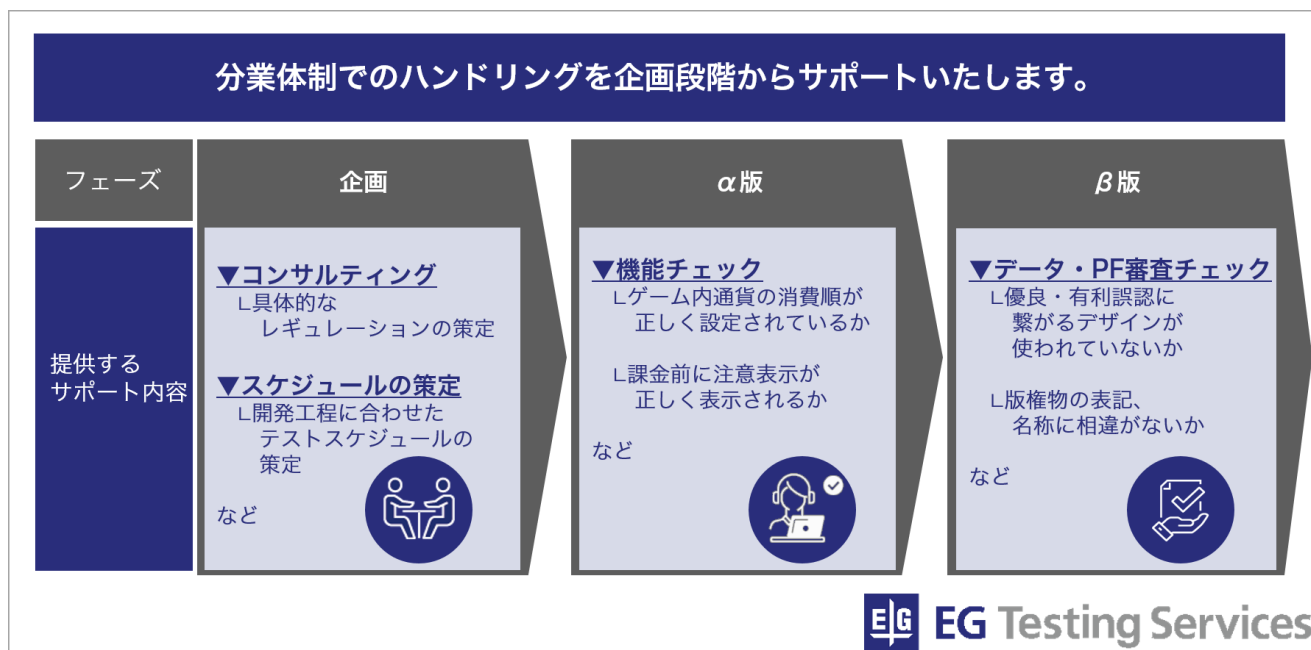 分業体制でのハンドリングを企画段階からサポートいたします。
フェーズ
企画
α版
β版
提供する
サポート内容
▼コンサルティング
∟具体的な
レギュレーションの策定
▼スケジュールの策定
∟開発工程に合わせた
テストスケジュールの
策定
など
▼機能チェック
∟ゲーム内通貨の消費順が
正しく設定されているか
∟課金前に注意表示が
正しく表示されるか
など
▼データ・PF審査チェック
∟優良・有利誤認に
繋がるデザインが
使われていないか
∟版権物の表記、
名称に相違がないか
など
EG EG Testing Services